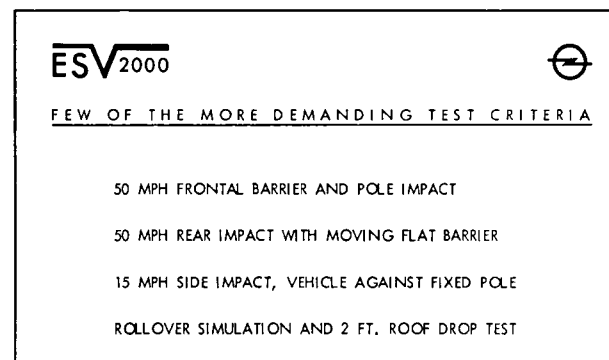 ESV2000
FEW OF THE MORE DEMANDING TEST CRITERIA
50 MPH FRONTAL BARRIER AND POLE IMPACT
50 MPH REAR IMPACT WITH MOVING FLAT BARRIER
15 MPH SIDE IMPACT, VEHICLE AGAINST FIXED POLE
ROLLOVER SIMULATION AND 2 FT. ROOF DROP TEST